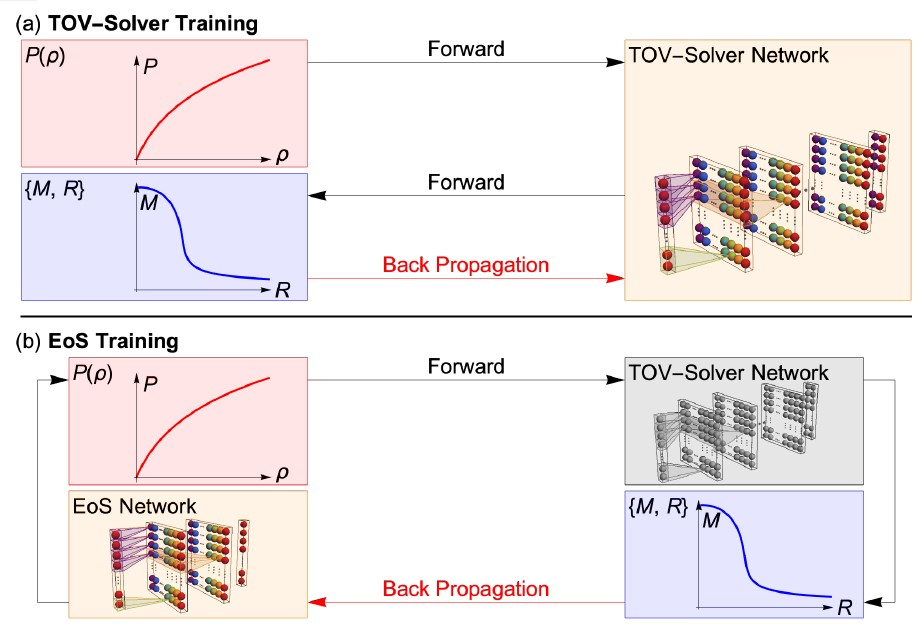 (a) TOV−Solver Training
P(ρ)
P
ρ
Forward
TOV−Solver Network
{M, R}
M
R
Forward
Back Propagation
(b) EoS Training
P(ρ)
P
ρ
Forward
TOV−Solver Network
EoS Network
{M, R}
M
R
Back Propagation